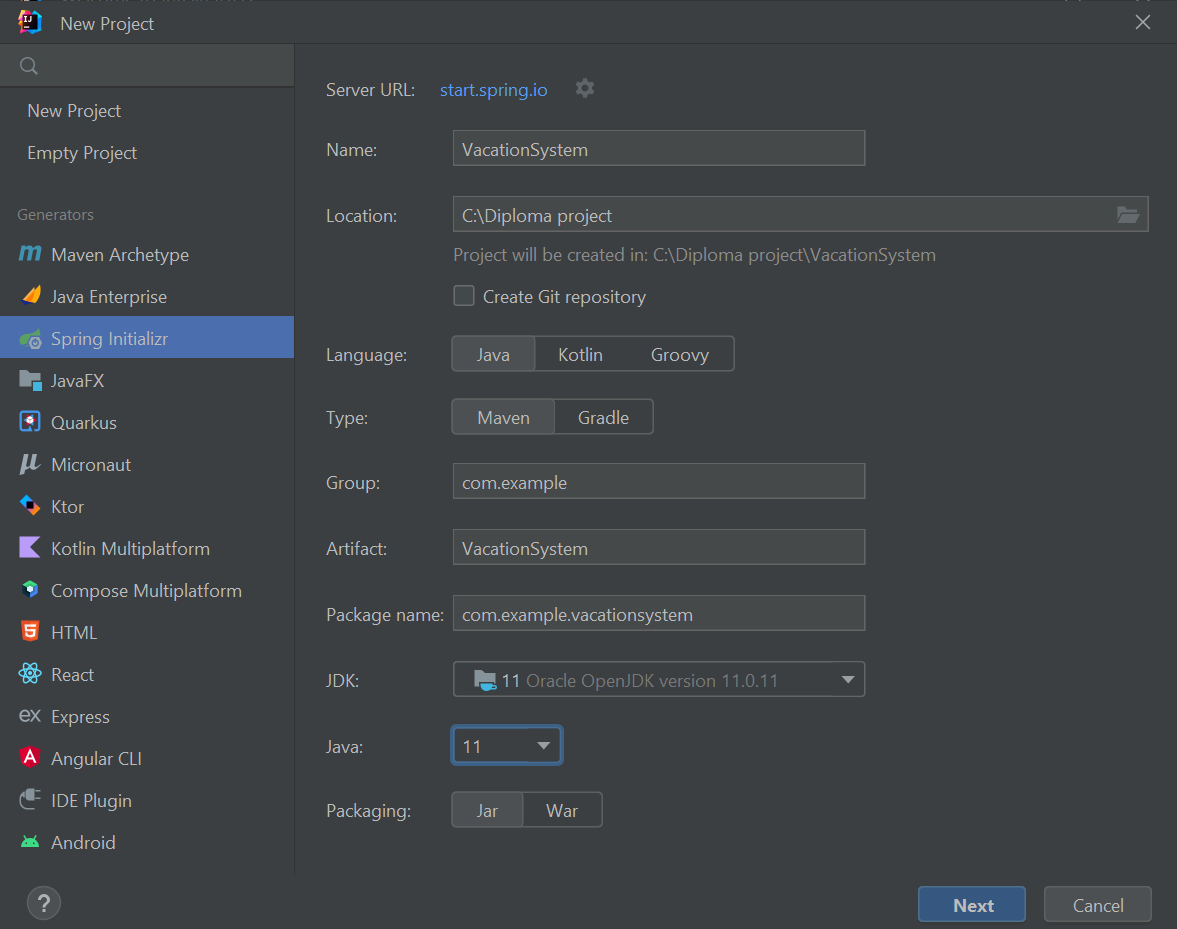 New Project
New Project
Empty Project
Generators
Maven Archetype
Java Enterprise
Spring Initializr
JavaFX
Quarkus
Micronaut
Ktor
Kotlin Multiplatform
Compose Multiplatform
HTML
React
Express
Angular CLI
IDE Plugin
Android
Server URL: start.spring.io
Name: VacationSystem
Location: C:\Diploma project
Project will be created in: C:\Diploma project\VacationSystem
Create Git repository
Language: Java Kotlin Groovy
Type: Maven Gradle
Group: com.example
Artifact: VacationSystem
Package name: com.example.vacationsystem
JDK: 11 Oracle OpenJDK version 11.0.11
Java: 11
Packaging: Jar War
? Next Cancel